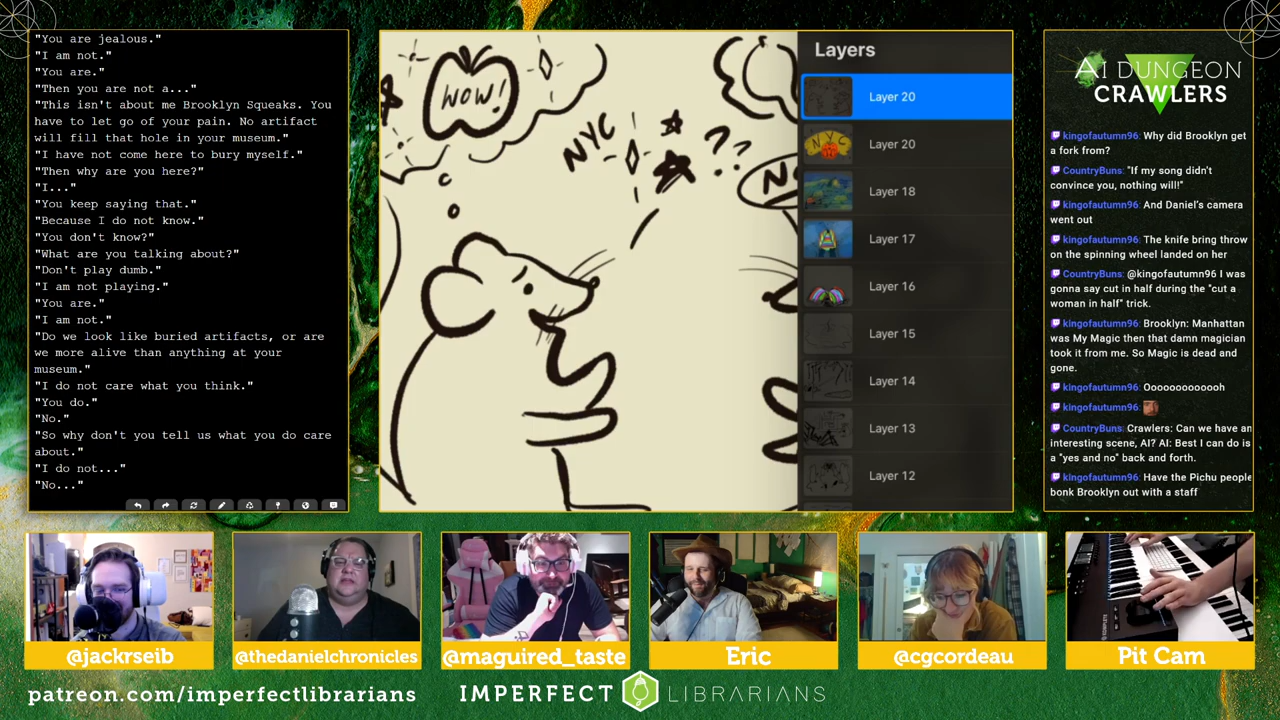 "You are jealous."
"I am not."
"You are."
"Then you are not a..."
"This isn't about me Brooklyn Squeaks. You
have to let go of your pain. No artifact
will fill that hole in your museum."
"I have not come here to bury myself."
"Then why are you here?"
"I..."
"You keep saying that."
"Because I do not know."
"You don't know?"
"What are you talking about?"
"Don't play dumb."
"I am not playing."
"You are."
"I am not."
"Do we look like buried artifacts, or are
we more alive than anything at your
museum."
"I do not care what you think."
"You do."
"No."
"So why don't you tell us what you do care
about."
"I do not..."
"No..."
WOW!
NYC
??
Layers
Layer 20
Layer 20
NYC
Layer 18
Layer 17
Layer 16
Layer 15
Layer 14
Layer 13
Layer 12
AI DUNGEON
CRAWLERS
kingofautumn96: Why did Brooklyn get
a fork from?
CountryBuns: "If my song didn't
convince you, nothing will!"
kingofautumn96: And Daniel's camera
went out
kingofautumn96: The knife bring throw
on the spinning wheel landed on her
CountryBuns: @kingofautumn96 I was
gonna say cut in half during the "cut a
woman in half" trick.
kingofautumn96: Brooklyn: Manhattan
was My Magic then that damn magician
took it from me. So Magic is dead and
gone.
kingofautumn96: Oooooooooooooh
kingofautumn96:
CountryBuns: Crawlers: Can we have an
interesting scene, AI? AI: Best I can do is
a "yes and no" back and forth.
kingofautumn96: Have the Pichu people
bonk Brooklyn out with a staff
@jackrseib
@thedanielchronicles
@maguired_taste
Eric
@cgcordeau
Pit Cam
patreon.com/imperfectlibrarians
IMPERFECT LIBRARIANS